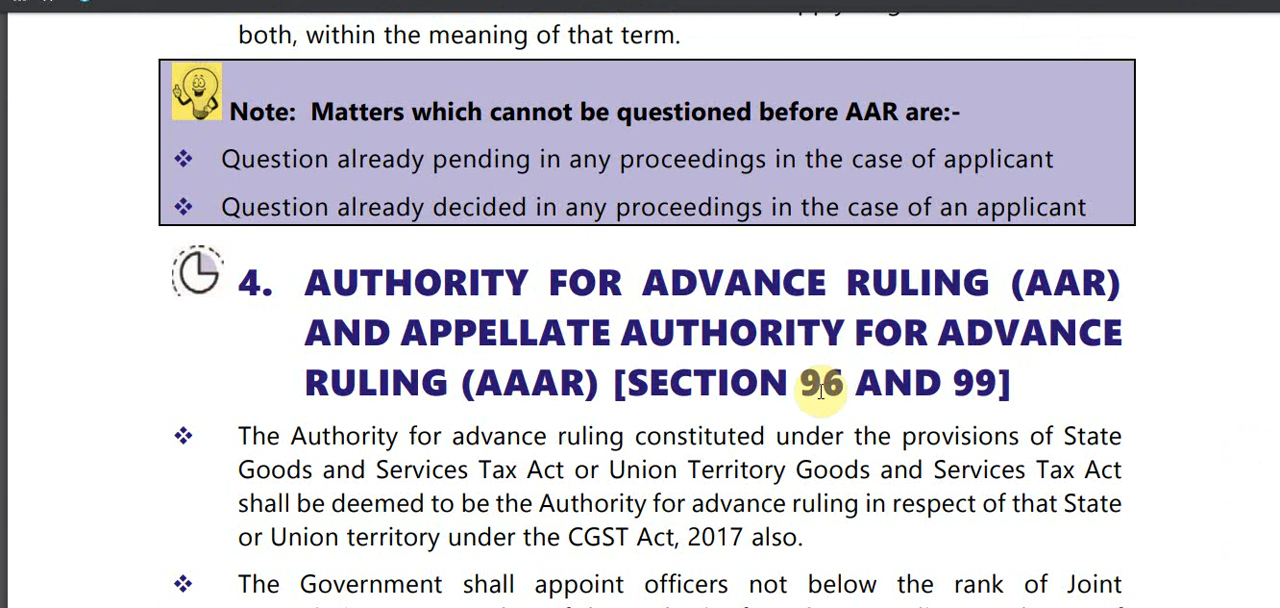 both, within the meaning of that term.
Note: Matters which cannot be questioned before AAR are:-
❖ Question already pending in any proceedings in the case of applicant
❖ Question already decided in any proceedings in the case of an applicant
4. AUTHORITY FOR ADVANCE RULING (AAR)
AND APPELLATE AUTHORITY FOR ADVANCE
RULING (AAAR) [SECTION 96 AND 99]
❖ The Authority for advance ruling constituted under the provisions of State
Goods and Services Tax Act or Union Territory Goods and Services Tax Act
shall be deemed to be the Authority for advance ruling in respect of that State
or Union territory under the CGST Act, 2017 also.
❖ The Government shall appoint officers not below the rank of Joint